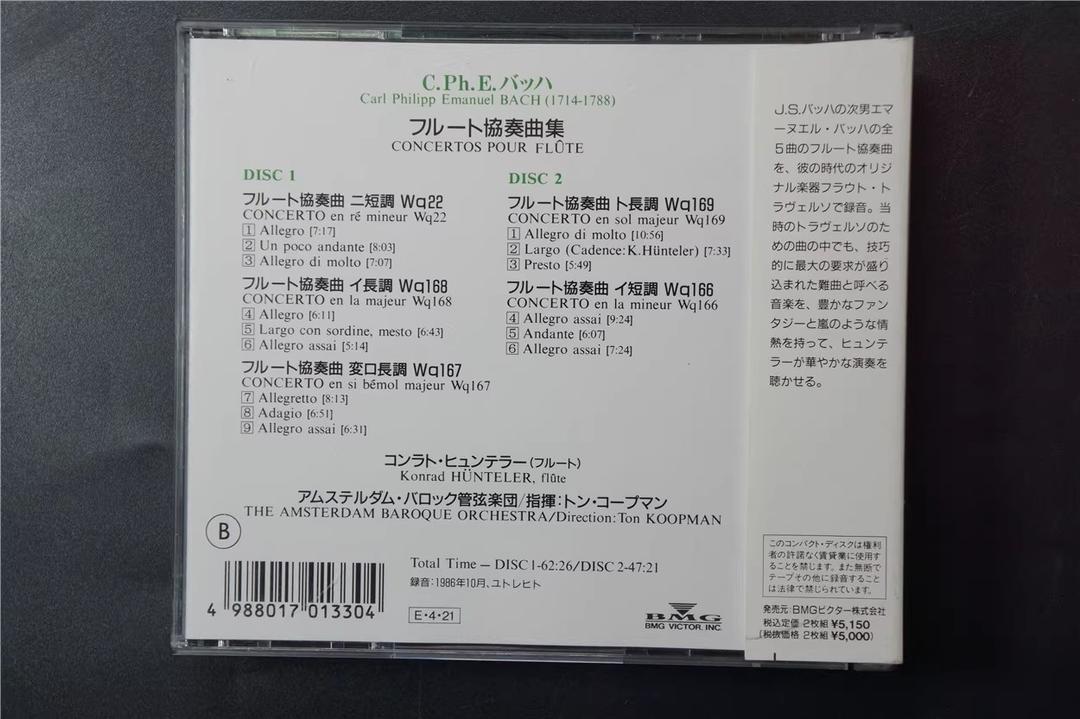 C.Ph.E.バッハ
Carl Philipp Emanuel BACH (1714-1788)
フルート協奏曲集
CONCERTOS POUR FLÛTE
DISC 1
フルート協奏曲 ニ短調 Wq22
CONCERTO en ré mineur Wq22
1 Allegro [7:17]
2 Un poco andante [8:03]
3 Allegro di molto [7:07]
フルート協奏曲 イ長調 Wq168
CONCERTO en la majeur Wq168
4 Allegro [6:11]
5 Largo con sordine, mesto [6:43]
6 Allegro assai [5:14]
フルート協奏曲 変ロ長調 Wq167
CONCERTO en si bémol majeur Wq167
7 Allegretto [8:13]
8 Adagio [6:51]
9 Allegro assai [6:31]
DISC 2
フルート協奏曲 ト長調 Wq169
CONCERTO en sol majeur Wq169
1 Allegro di molto [10:56]
2 Largo (Cadence: K.Hünteler) [7:33]
3 Presto [5:49]
フルート協奏曲 イ短調 Wq166
CONCERTO en la mineur Wq166
4 Allegro assai [9:24]
5 Andante [6:07]
6 Allegro assai [7:24]
コンラト・ヒュンテラー(フルート)
Konrad HÜNTELER, flûte
アムステルダム・バロック管弦楽団/指揮:トン・コープマン
THE AMSTERDAM BAROQUE ORCHESTRA/Direction: Ton KOOPMAN
B
Total Time — DISC 1-62:26/DISC 2-47:21
録音:1986年10月、ユトレヒト
4 988017 013304
E・4・21
BMG
BMG VICTOR, INC.
J.S.バッハの次男エマ
ーヌエル・バッハの全
5曲のフルート協奏曲
を、彼の時代のオリジ
ナル楽器フラウト・ト
ラヴェルソで録音。当
時のトラヴェルソのた
めの曲の中でも、技巧
的に最大の要求が盛り
込まれた難曲と呼べる
音楽を、豊かなファン
タジーと嵐のような情
熱を持って、ヒュンテ
ラーが華やかな演奏を
聴かせる。
このコンパクト・ディスクは権利
者の許諾なく賃貸業に使用す
ることを禁じます。また無断で
テープその他に録音すること
は法律で禁じられています。
発売元:BMGビクター株式会社
税込定価 2枚組 ¥5,150
(税抜価格 2枚組 ¥5,000)